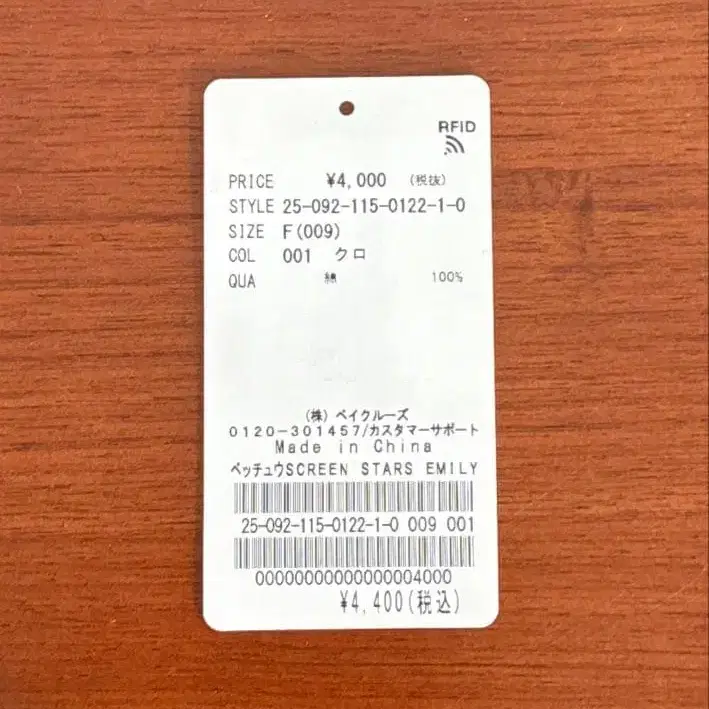 RFID
PRICE ¥4,000 (税抜)
STYLE 25-092-115-0122-1-0
SIZE F(009)
COL 001 クロ
QUA 綿 100%
(株) ベイクルーズ
0120-301457/カスタマーサポート
Made in China
ベッチュウSCREEN STARS EMILY
25-092-115-0122-1-0 009 001
00000000000000004000
¥4,400(税込)